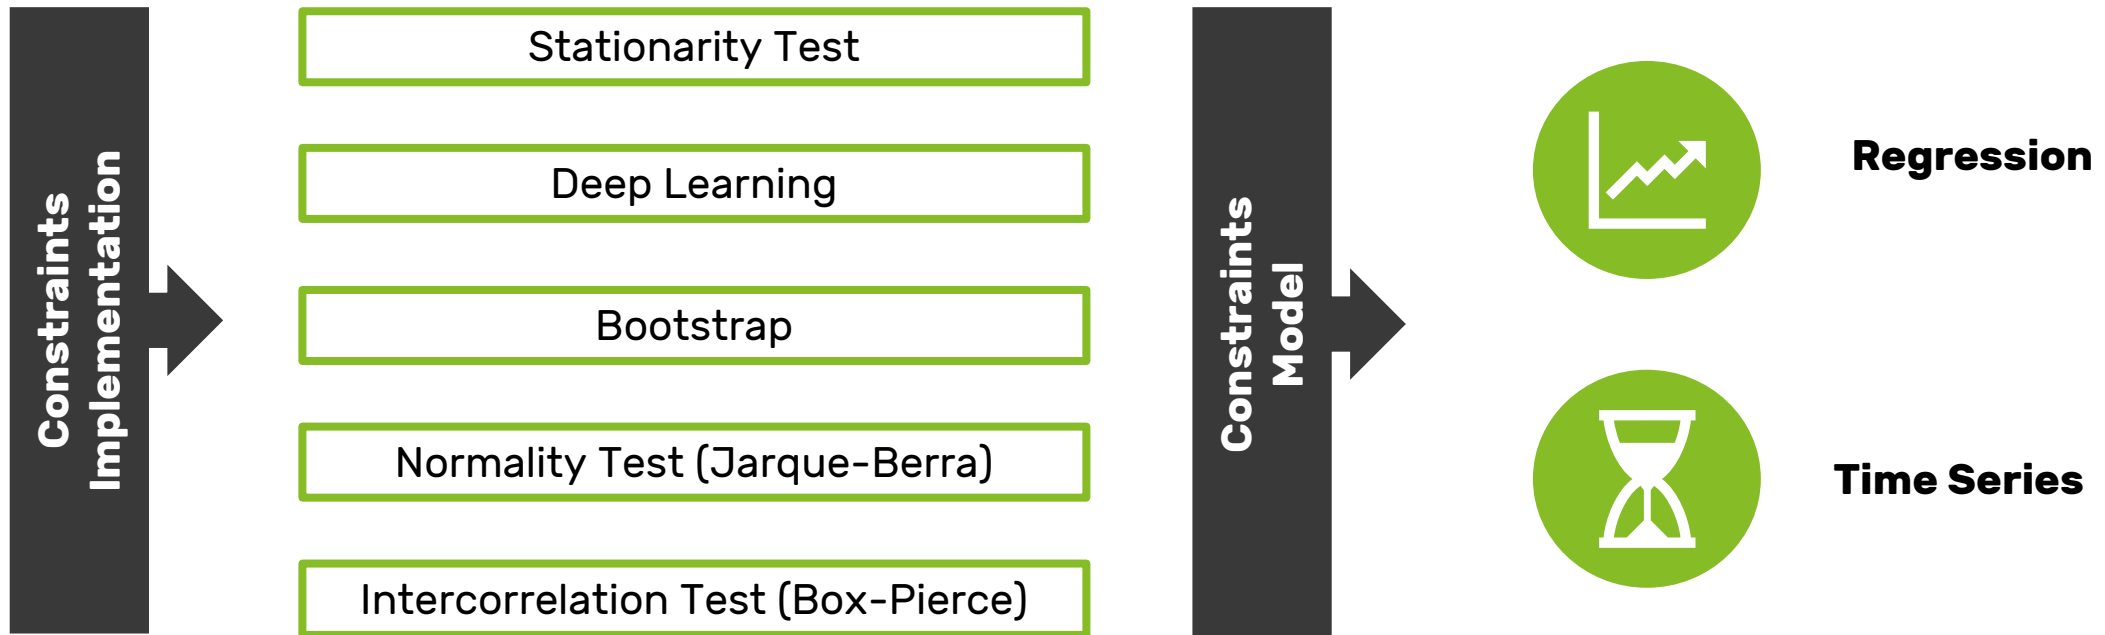 Constraints
Implementation
Stationarity Test
Deep Learning
Bootstrap
Normality Test (Jarque-Berra)
Intercorrelation Test (Box-Pierce)
Constraints
Model
Regression
Time Series